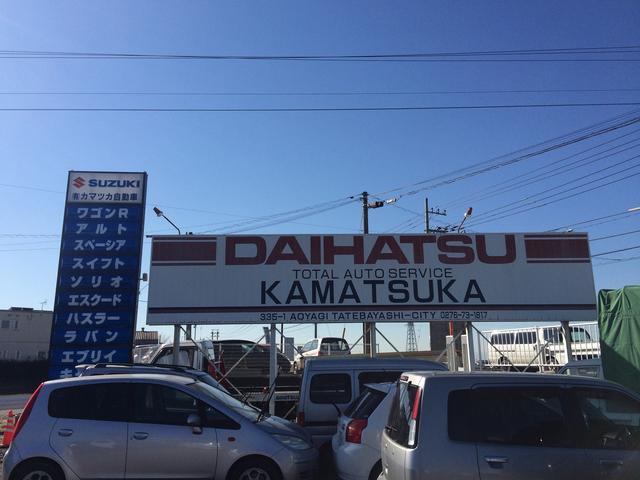 SUZUKI
㈲カマツカ自動車
ワゴンR
アルト
スペーシア
スイフト
ソリオ
エスクード
ハスラー
ラパン
エブリイ
DAIHATSU
TOTAL AUTO SERVICE
KAMATSUKA
335-1 AOYAGI TATEBAYASHI-CITY 0276-73-1817